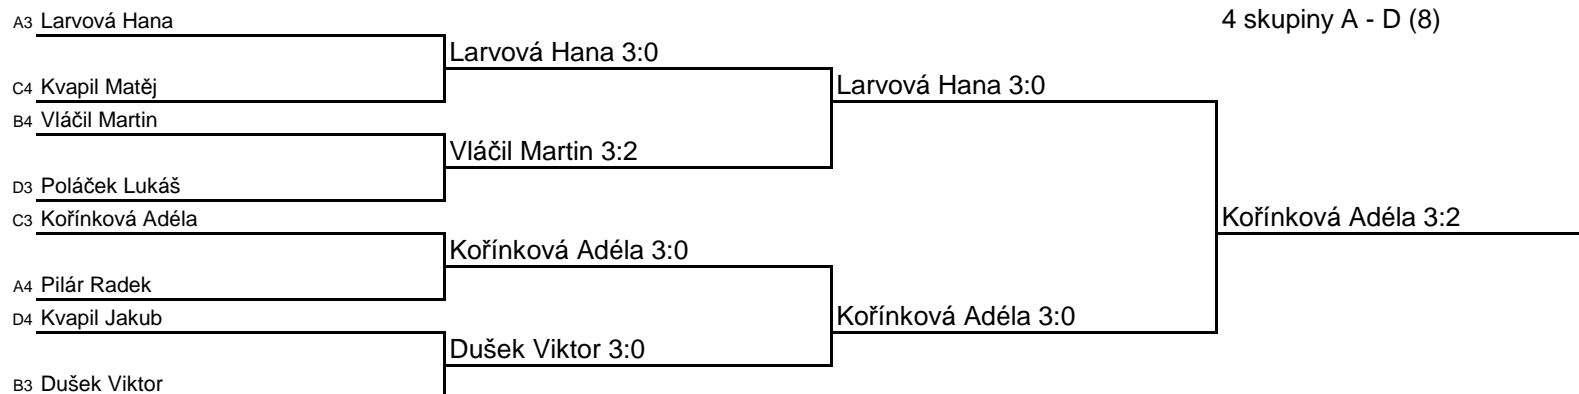 A3 Larvová Hana
4 skupiny A - D (8)
Larvová Hana 3:0
C4 Kvapil Matěj
Larvová Hana 3:0
B4 Vláčil Martin
Vláčil Martin 3:2
D3 Poláček Lukáš
C3 Kořínková Adéla
Kořínková Adéla 3:2
Kořínková Adéla 3:0
A4 Pilár Radek
D4 Kvapil Jakub
Kořínková Adéla 3:0
Dušek Viktor 3:0
B3 Dušek Viktor